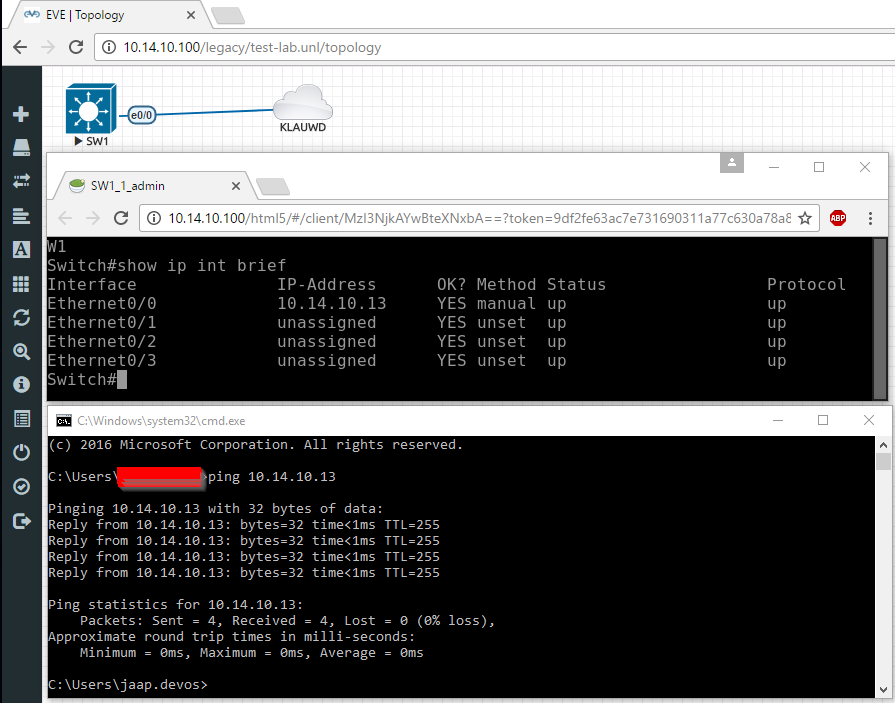 EVE | Topology
10.14.10.100/legacy/test-lab.unl/topology
e0/0
SW1
KLAUWD
SW1_1_admin
10.14.10.100/html5/#/client/MzI3NjkAYwBteXNxbA==?token=9df2fe63ac7e731690311a77c630a78a8
ABP
W1
Switch#show ip int brief
Interface IP-Address OK? Method Status Protocol
Ethernet0/0 10.14.10.13 YES manual up up
Ethernet0/1 unassigned YES unset up up
Ethernet0/2 unassigned YES unset up up
Ethernet0/3 unassigned YES unset up up
Switch#
C:\Windows\system32\cmd.exe
(c) 2016 Microsoft Corporation. All rights reserved.
C:\Users\ >ping 10.14.10.13
Pinging 10.14.10.13 with 32 bytes of data:
Reply from 10.14.10.13: bytes=32 time<1ms TTL=255
Reply from 10.14.10.13: bytes=32 time<1ms TTL=255
Reply from 10.14.10.13: bytes=32 time<1ms TTL=255
Reply from 10.14.10.13: bytes=32 time<1ms TTL=255
Ping statistics for 10.14.10.13:
Packets: Sent = 4, Received = 4, Lost = 0 (0% loss),
Approximate round trip times in milli-seconds:
Minimum = 0ms, Maximum = 0ms, Average = 0ms
C:\Users\jaap.devos>